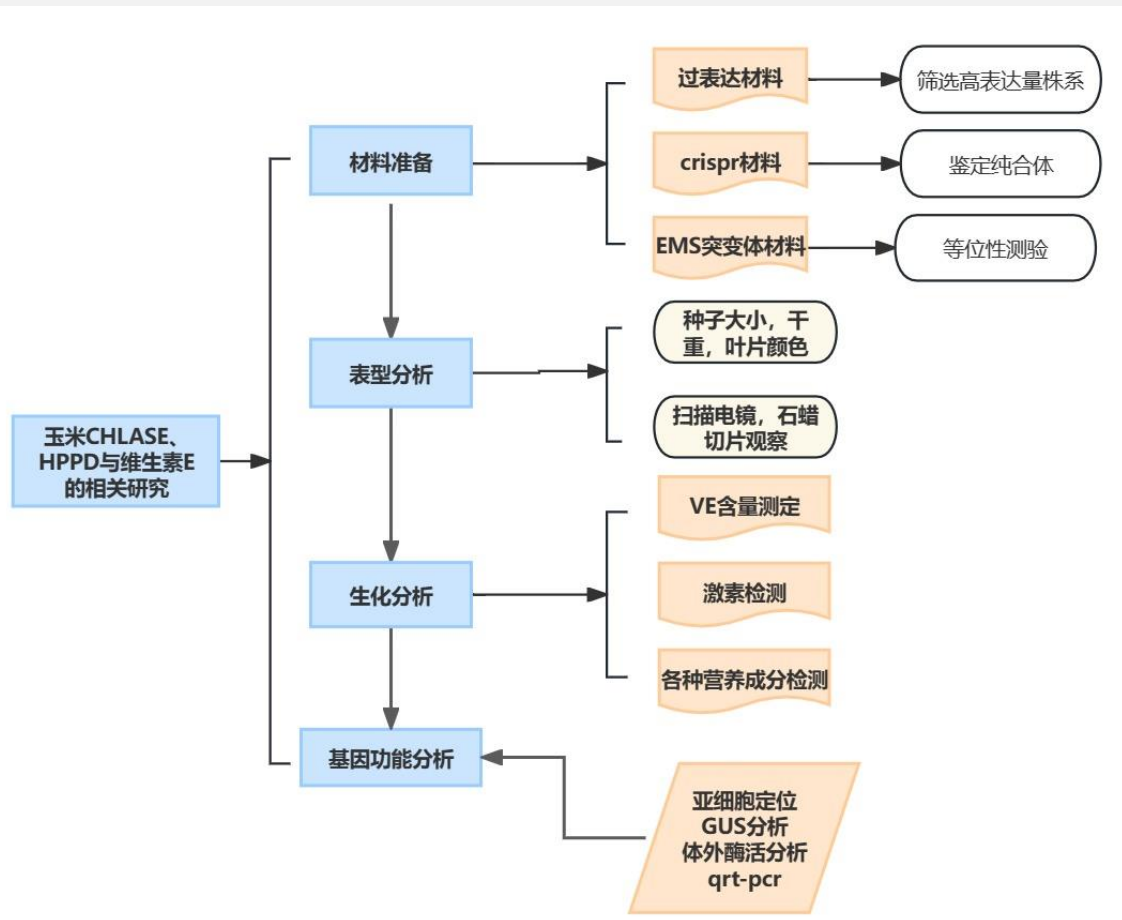 玉米CHLASE、
HPPD与维生素E
的相关研究
材料准备
过表达材料
筛选高表达量株系
crispr材料
鉴定纯合体
EMS突变体材料
等位性测验
表型分析
种子大小，干
重，叶片颜色
扫描电镜，石蜡
切片观察
生化分析
VE含量测定
激素检测
各种营养成分检测
基因功能分析
亚细胞定位
GUS分析
体外酶活分析
qrt-pcr